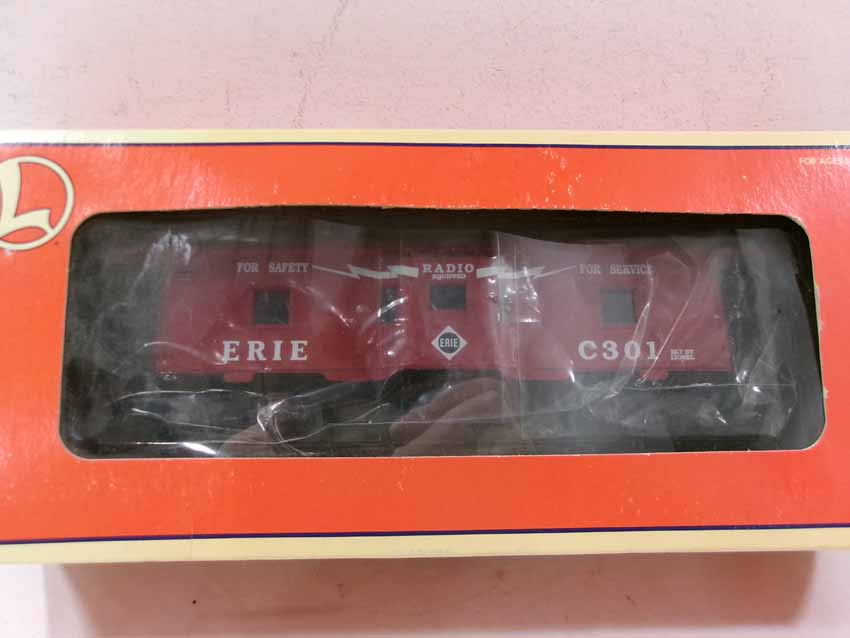 FOR AGES
L
FOR SAFETY RADIO FOR SERVICE
EQUIPPED
ERIE ERIE C301 BLT BY
LIONEL